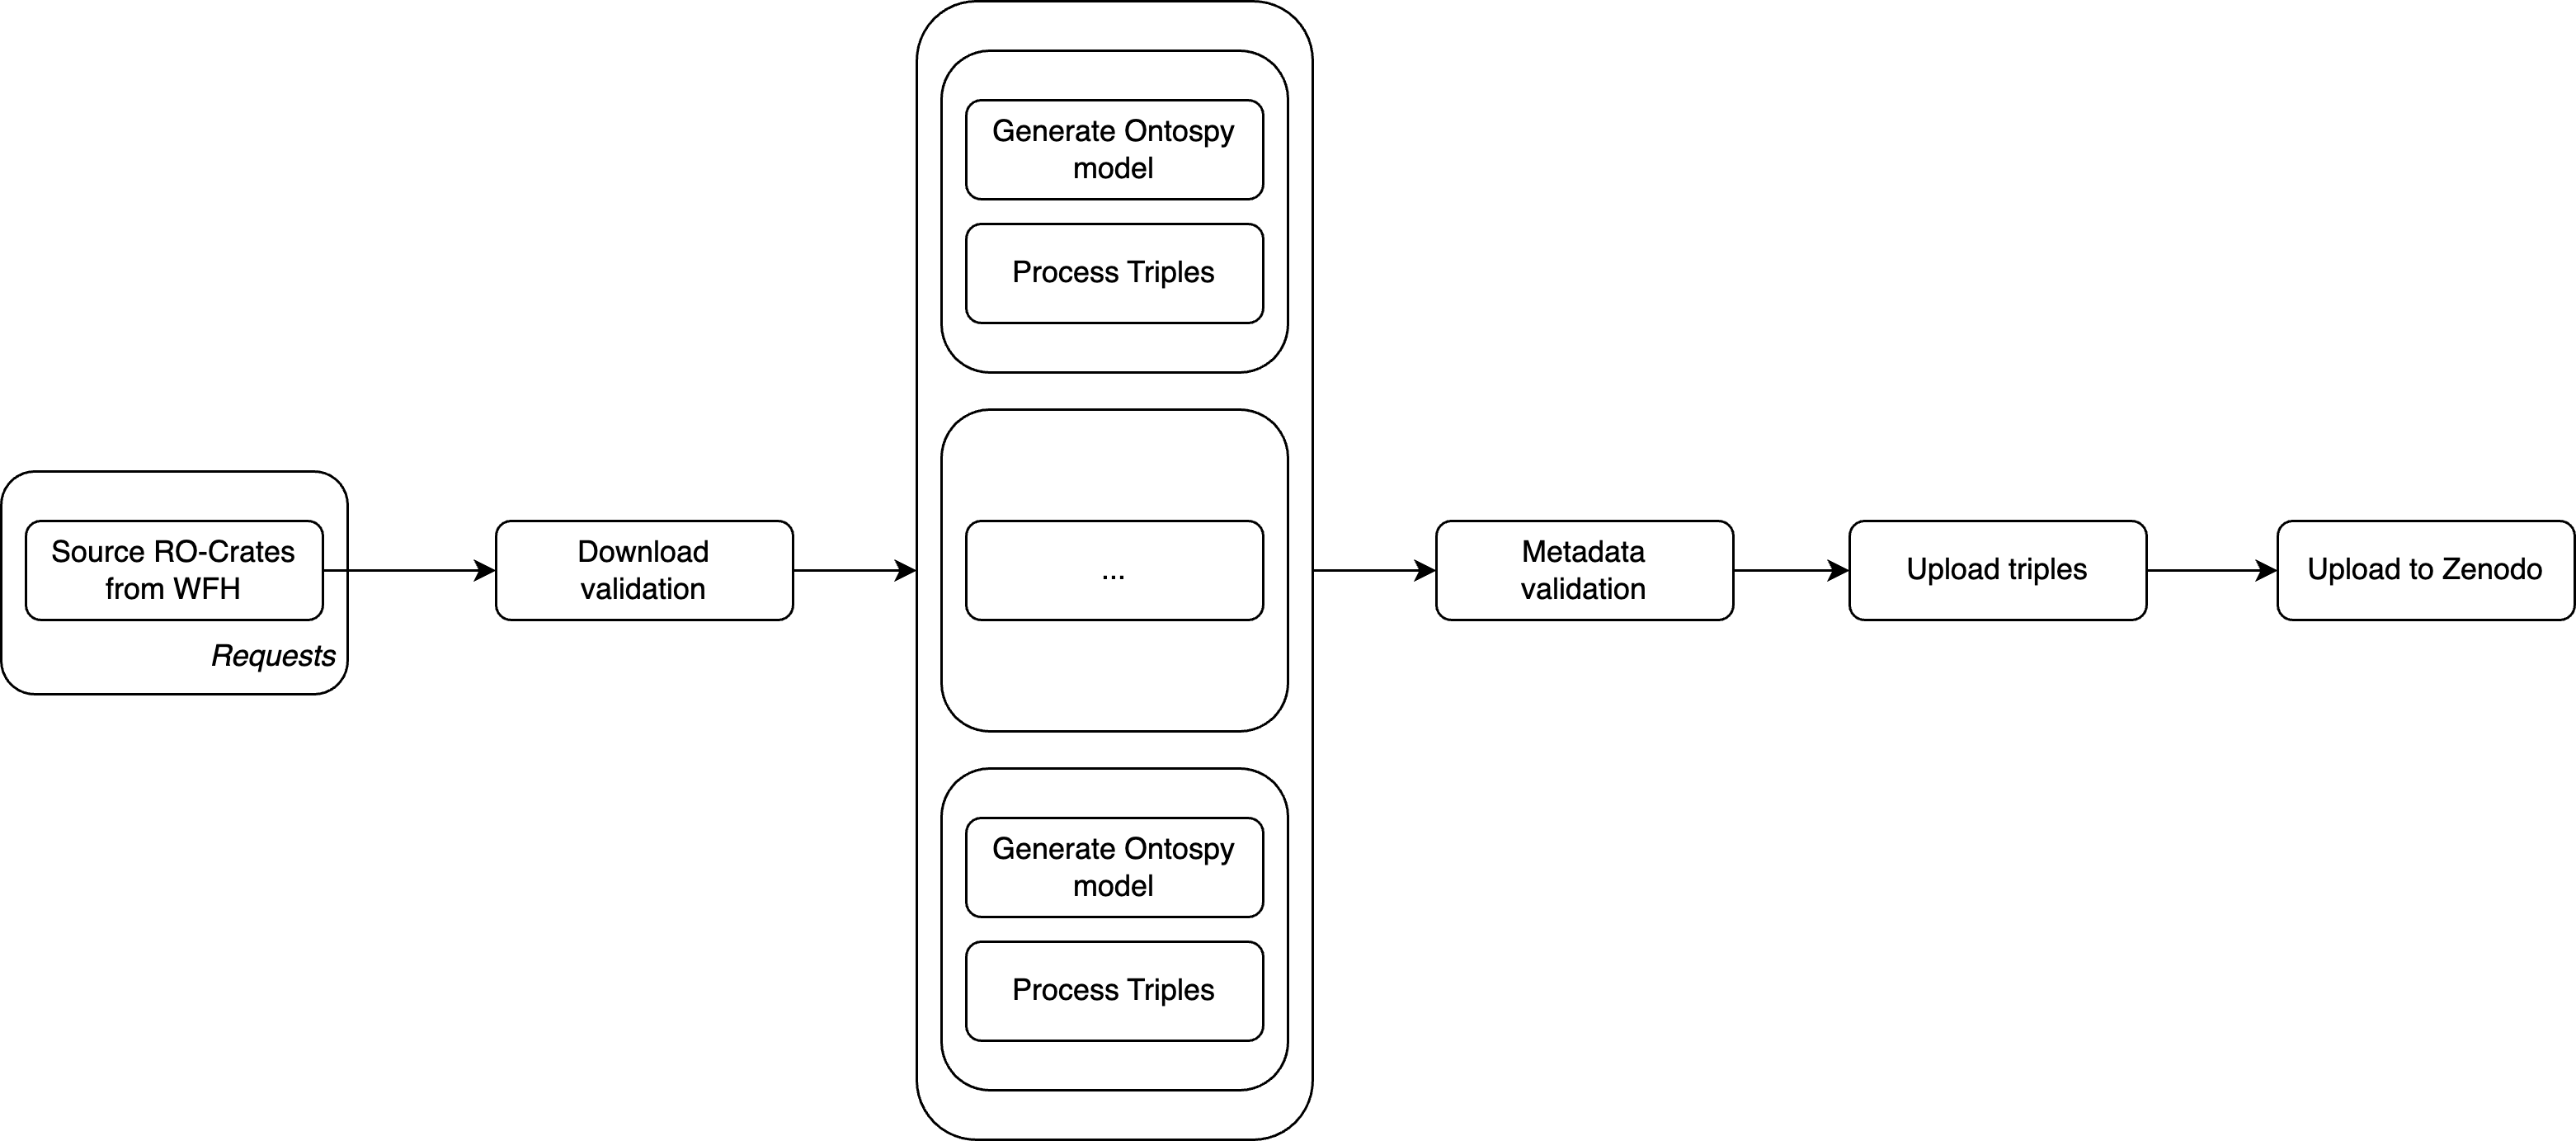 Source RO-Crates
from WFH
Requests
Download
validation
Generate Ontospy
model
Process Triples
...
Generate Ontospy
model
Process Triples
Metadata
validation
Upload triples
Upload to Zenodo